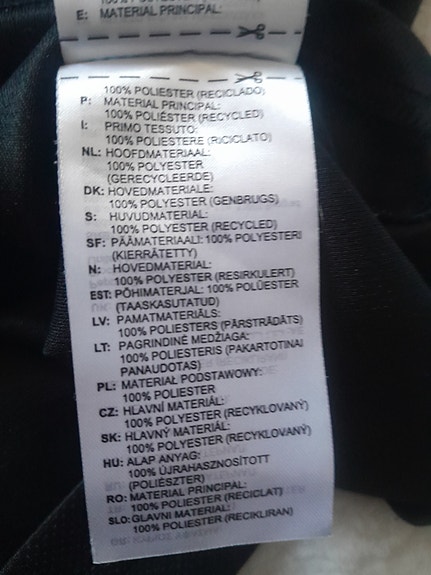 E: MATERIAL PRINCIPAL:
100% POLIESTER (RECICLADO)
P: MATERIAL PRINCIPAL:
100% POLIÉSTER (RECYCLED)
I: PRIMO TESSUTO:
100% POLIESTERE (RICICLATO)
NL: HOOFDMATERIAAL:
100% POLYESTER
(GERECYCLEERDE)
DK: HOVEDMATERIALE:
100% POLYESTER (GENBRUGS)
S: HUVUDMATERIAL:
100% POLYESTER (RECYCLED)
SF: PÄÄMATERIAALI: 100% POLYESTERI
(KIERRÄTETTY)
N: HOVEDMATERIAL:
100% POLYESTER (RESIRKULERT)
EST: PÕHIMATERJAL: 100% POLÜESTER
(TAASKASUTATUD)
LV: PAMATMATERIĀLS:
100% POLIESTERS (PĀRSTRĀDĀTS)
LT: PAGRINDINĖ MEDŽIAGA:
100% POLIESTERIS (PAKARTOTINAI
PANAUDOTAS)
PL: MATERIAŁ PODSTAWOWY:
100% POLIESTER
CZ: HLAVNÍ MATERIÁL:
100% POLYESTER (RECYKLOVANÝ)
SK: HLAVNÝ MATERIÁL:
100% POLYESTER (RECYKLOVANÝ)
HU: ALAP ANYAG:
100% ÚJRAHASZNOSÍTOTT
(POLIÉSZTER)
RO: MATERIAL PRINCIPAL:
100% POLIESTER (RECICLAT)
SLO: GLAVNI MATERIAL:
100% POLIESTER (RECIKLIRAN)